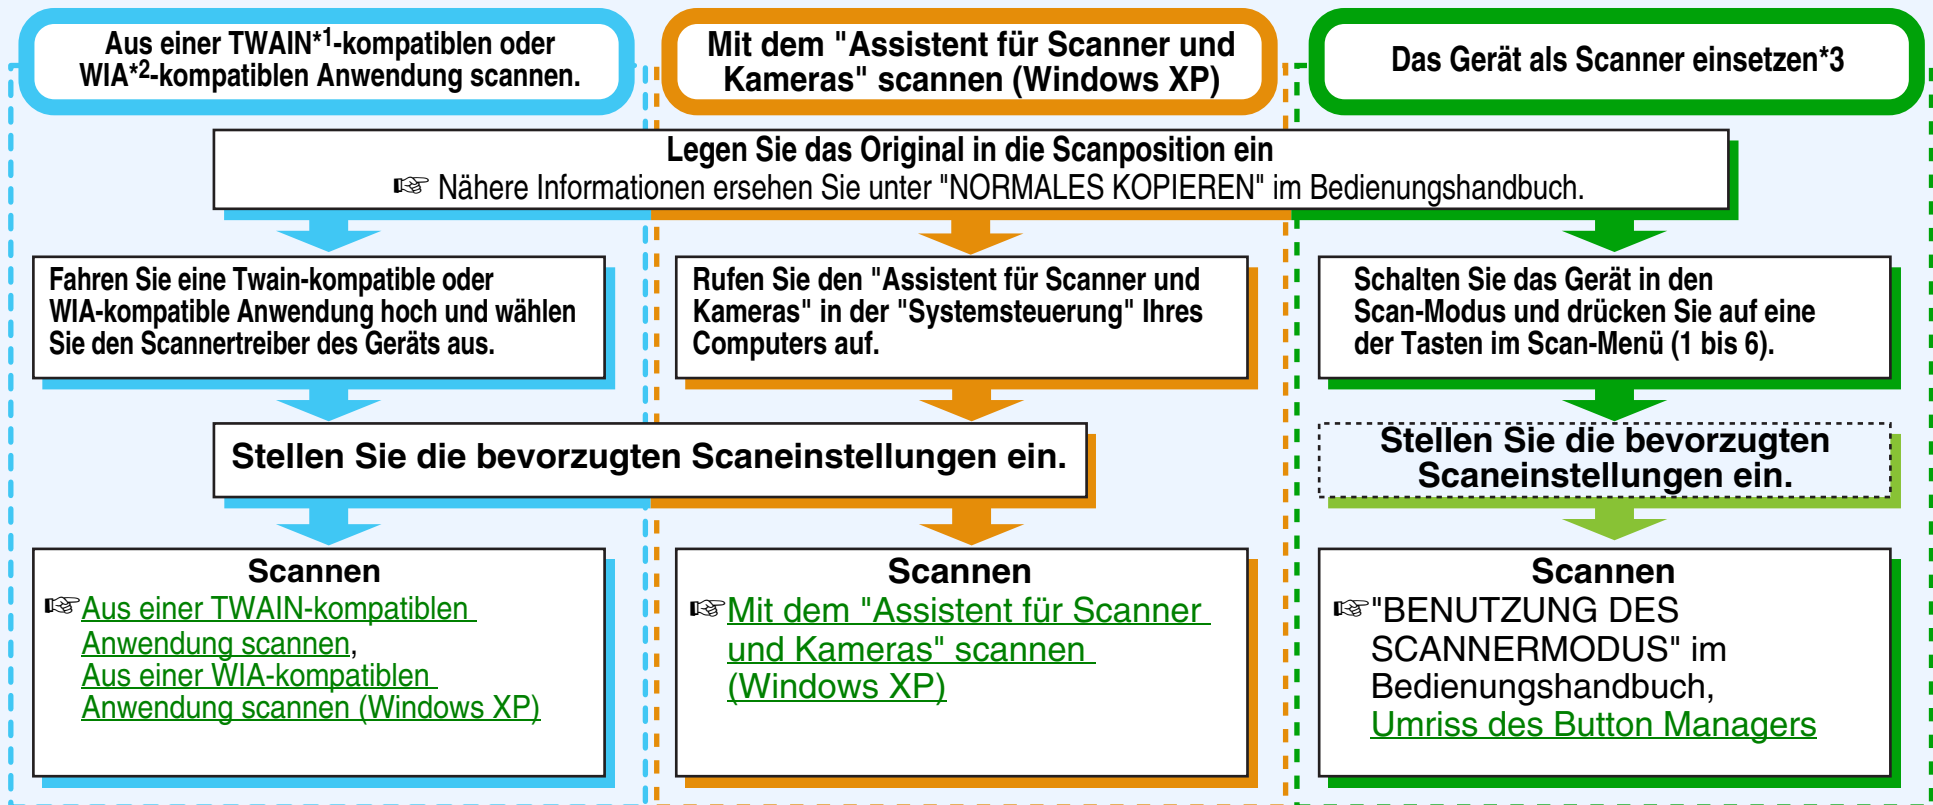 Aus einer TWAIN*1-kompatiblen oder
WIA*2-kompatiblen Anwendung scannen.
Mit dem "Assistent für Scanner und
Kameras" scannen (Windows XP)
Das Gerät als Scanner einsetzen*3
Legen Sie das Original in die Scanposition ein
☞ Nähere Informationen ersehen Sie unter "NORMALES KOPIEREN" im Bedienungshandbuch.
Fahren Sie eine Twain-kompatible oder
WIA-kompatible Anwendung hoch und wählen
Sie den Scannertreiber des Geräts aus.
Rufen Sie den "Assistent für Scanner und
Kameras" in der "Systemsteuerung" Ihres
Computers auf.
Schalten Sie das Gerät in den
Scan-Modus und drücken Sie auf eine
der Tasten im Scan-Menü (1 bis 6).
Stellen Sie die bevorzugten Scaneinstellungen ein.
Stellen Sie die bevorzugten
Scaneinstellungen ein.
Scannen
☞Aus einer TWAIN-kompatiblen
Anwendung scannen,
Aus einer WIA-kompatiblen
Anwendung scannen (Windows XP)
Scannen
☞Mit dem "Assistent für Scanner
und Kameras" scannen
(Windows XP)
Scannen
☞"BENUTZUNG DES
SCANNERMODUS" im
Bedienungshandbuch,
Umriss des Button Managers